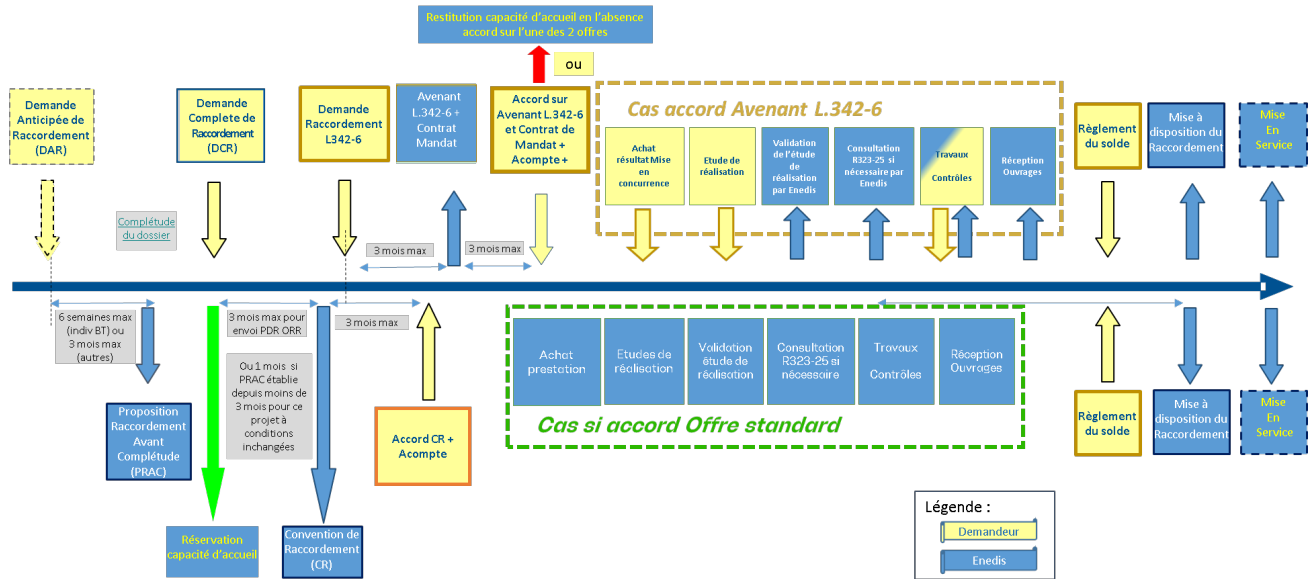 Restitution capacité d'accueil en l'absence
accord sur l'une des 2 offres
ou
Demande
Anticipée de
Raccordement
(DAR)
Demande
Complete de
Raccordement
(DCR)
Demande
Raccordement
L342-6
Avenant
L.342-6 +
Contrat
Mandat
Accord sur
Avenant L.342-6
et Contrat de
Mandat +
Acompte +
Cas accord Avenant L.342-6
Achat
résultat Mise
en
concurrence
Etude de
réalisation
Validation
de l'étude
de
réalisation
par Enedis
Consultation
R323-25 si
nécessaire par
Enedis
Travaux
Contrôles
Réception
Ouvrages
Règlement
du solde
Mise à
disposition du
Raccordement
Mise
En
Service
Complétude
du dossier
3 mois max
3 mois max
6 semaines max
(indiv BT) ou
3 mois max
(autres)
3 mois max pour
envoi PDR ORR
3 mois max
Ou 1 mois si
PRAC établie
depuis moins de
3 mois pour ce
projet à
conditions
inchangées
Proposition
Raccordement
Avant
Complétude
(PRAC)
Accord CR +
Acompte
Achat
prestation
Etudes de
réalisation
Validation
étude de
réalisation
Consultation
R323-25 si
nécessaire
Travaux
Contrôles
Réception
Ouvrages
Cas si accord Offre standard
Règlement
du solde
Mise à
disposition du
Raccordement
Mise
En
Service
Réservation
capacité d'accueil
Convention de
Raccordement
(CR)
Légende :
Demandeur
Enedis